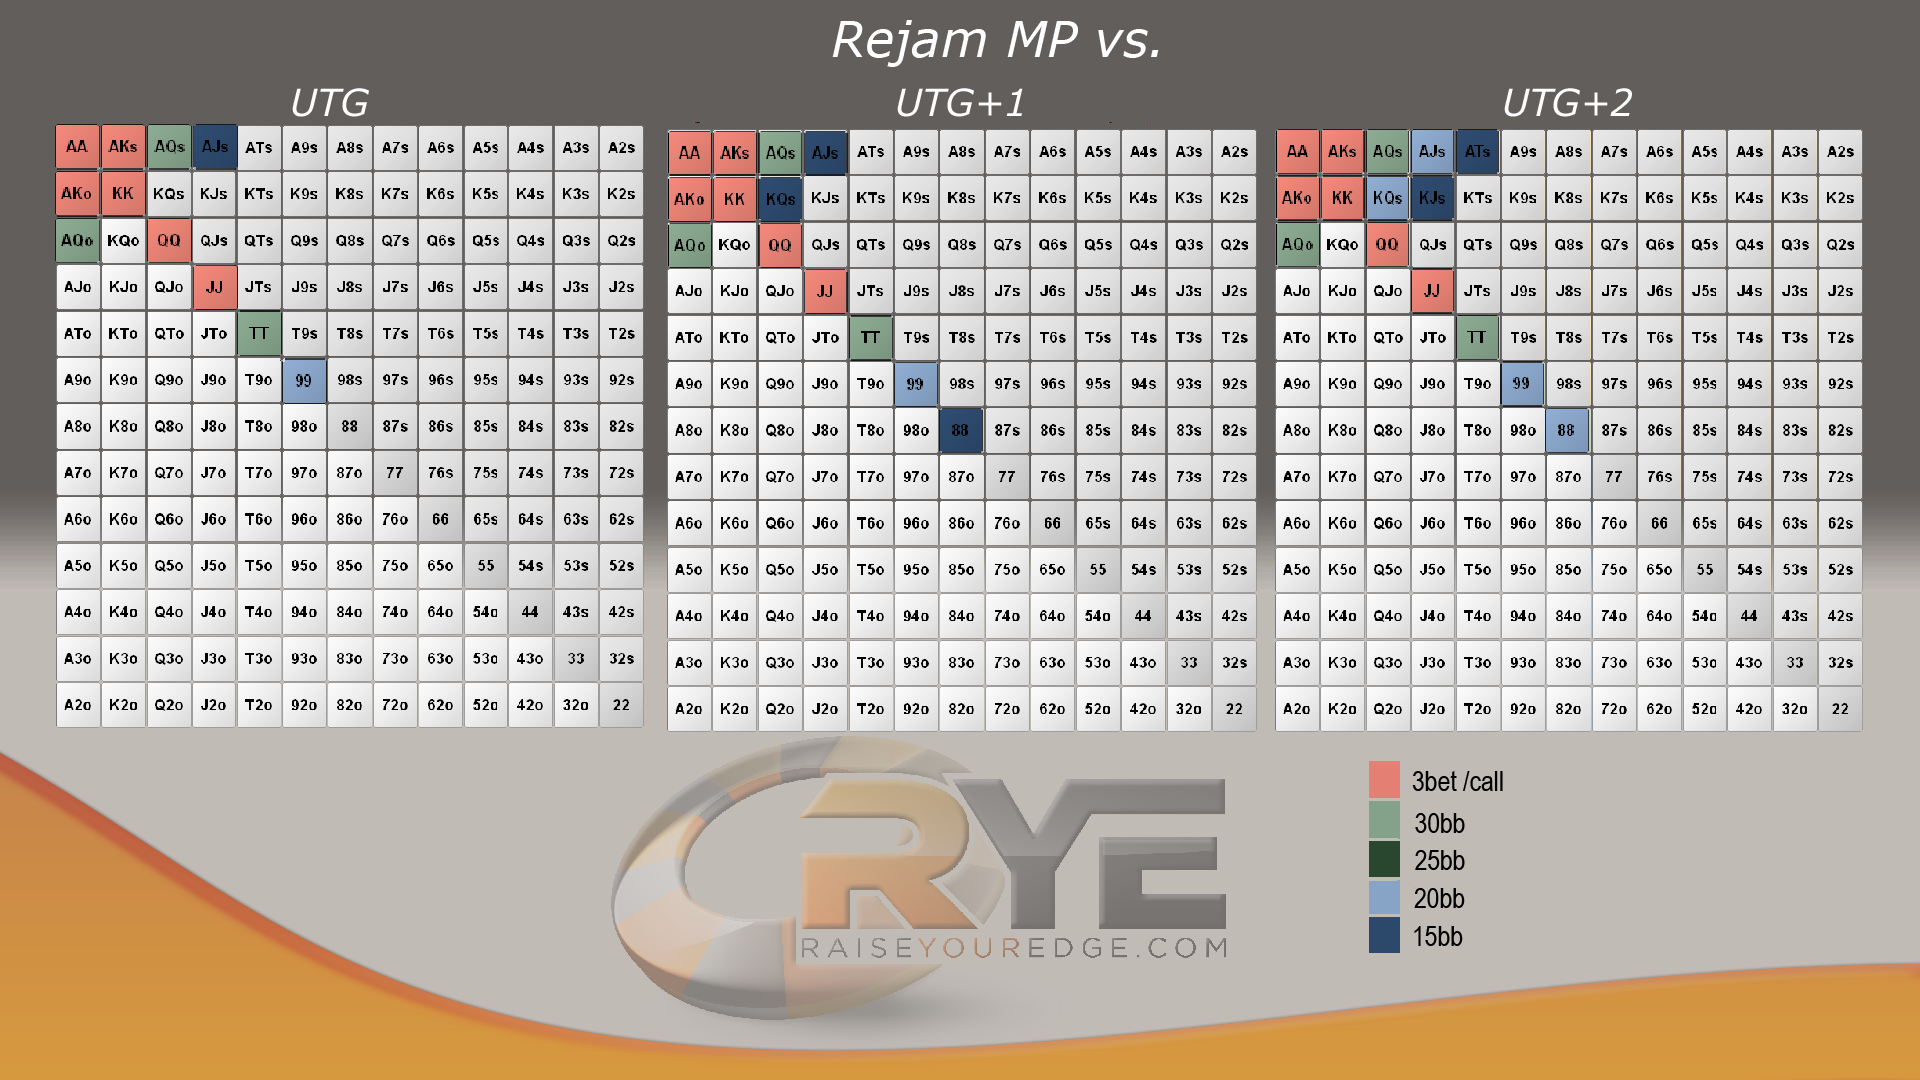 Rejam MP vs.
UTG
AA AKs AQs AJs ATs A9s A8s A7s A6s A5s A4s A3s A2s
AKo KK KQs KJs KTs K9s K8s K7s K6s K5s K4s K3s K2s
AQo KQo QQ QJs QTs Q9s Q8s Q7s Q6s Q5s Q4s Q3s Q2s
AJo KJo QJo JJ JTs J9s J8s J7s J6s J5s J4s J3s J2s
ATo KTo QTo JTo TT T9s T8s T7s T6s T5s T4s T3s T2s
A9o K9o Q9o J9o T9o 99 98s 97s 96s 95s 94s 93s 92s
A8o K8o Q8o J8o T8o 98o 88 87s 86s 85s 84s 83s 82s
A7o K7o Q7o J7o T7o 97o 87o 77 76s 75s 74s 73s 72s
A6o K6o Q6o J6o T6o 96o 86o 76o 66 65s 64s 63s 62s
A5o K5o Q5o J5o T5o 95o 85o 75o 65o 55 54s 53s 52s
A4o K4o Q4o J4o T4o 94o 84o 74o 64o 54o 44 43s 42s
A3o K3o Q3o J3o T3o 93o 83o 73o 63o 53o 43o 33 32s
A2o K2o Q2o J2o T2o 92o 82o 72o 62o 52o 42o 32o 22
UTG+1
AA AKs AQs AJs ATs A9s A8s A7s A6s A5s A4s A3s A2s
AKo KK KQs KJs KTs K9s K8s K7s K6s K5s K4s K3s K2s
AQo KQo QQ QJs QTs Q9s Q8s Q7s Q6s Q5s Q4s Q3s Q2s
AJo KJo QJo JJ JTs J9s J8s J7s J6s J5s J4s J3s J2s
ATo KTo QTo JTo TT T9s T8s T7s T6s T5s T4s T3s T2s
A9o K9o Q9o J9o T9o 99 98s 97s 96s 95s 94s 93s 92s
A8o K8o Q8o J8o T8o 98o 88 87s 86s 85s 84s 83s 82s
A7o K7o Q7o J7o T7o 97o 87o 77 76s 75s 74s 73s 72s
A6o K6o Q6o J6o T6o 96o 86o 76o 66 65s 64s 63s 62s
A5o K5o Q5o J5o T5o 95o 85o 75o 65o 55 54s 53s 52s
A4o K4o Q4o J4o T4o 94o 84o 74o 64o 54o 44 43s 42s
A3o K3o Q3o J3o T3o 93o 83o 73o 63o 53o 43o 33 32s
A2o K2o Q2o J2o T2o 92o 82o 72o 62o 52o 42o 32o 22
UTG+2
AA AKs AQs AJs ATs A9s A8s A7s A6s A5s A4s A3s A2s
AKo KK KQs KJs KTs K9s K8s K7s K6s K5s K4s K3s K2s
AQo KQo QQ QJs QTs Q9s Q8s Q7s Q6s Q5s Q4s Q3s Q2s
AJo KJo QJo JJ JTs J9s J8s J7s J6s J5s J4s J3s J2s
ATo KTo QTo JTo TT T9s T8s T7s T6s T5s T4s T3s T2s
A9o K9o Q9o J9o T9o 99 98s 97s 96s 95s 94s 93s 92s
A8o K8o Q8o J8o T8o 98o 88 87s 86s 85s 84s 83s 82s
A7o K7o Q7o J7o T7o 97o 87o 77 76s 75s 74s 73s 72s
A6o K6o Q6o J6o T6o 96o 86o 76o 66 65s 64s 63s 62s
A5o K5o Q5o J5o T5o 95o 85o 75o 65o 55 54s 53s 52s
A4o K4o Q4o J4o T4o 94o 84o 74o 64o 54o 44 43s 42s
A3o K3o Q3o J3o T3o 93o 83o 73o 63o 53o 43o 33 32s
A2o K2o Q2o J2o T2o 92o 82o 72o 62o 52o 42o 32o 22
RYE
RAISEYOUREDGE.COM
3bet /call
30bb
25bb
20bb
15bb